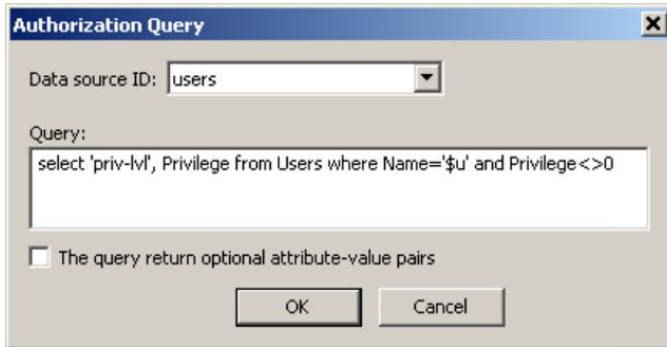 Authorization Query
Data source ID: users
Query:
select 'priv-lvl', Privilege from Users where Name='$u' and Privilege<>0
The query return optional attribute-value pairs
OK Cancel